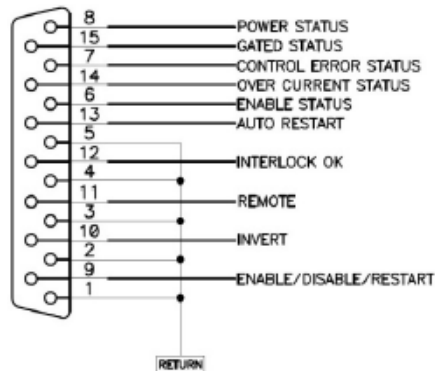 8 POWER STATUS
15 GATED STATUS
7 CONTROL ERROR STATUS
14 OVER CURRENT STATUS
6 ENABLE STATUS
13 AUTO RESTART
5
12 INTERLOCK OK
4
11 REMOTE
3
10 INVERT
2
9 ENABLE/DISABLE/RESTART
1
RETURN